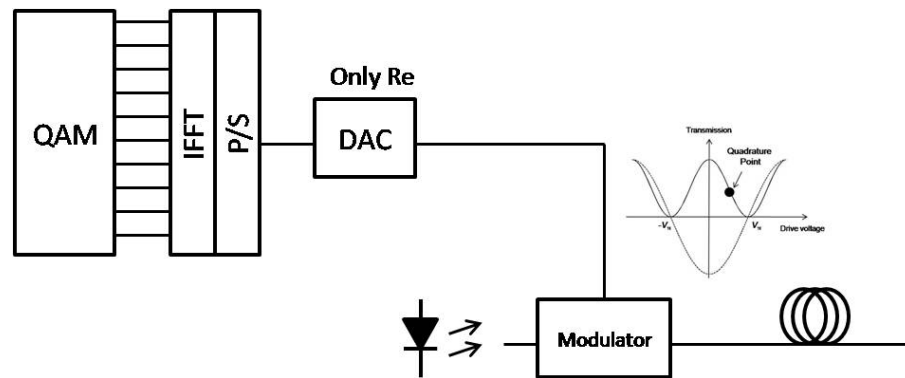 Only Re
QAM
IFFT
P/S
DAC
Transmission
Quadrature
Point
-Vπ
Vπ
Drive voltage
Modulator